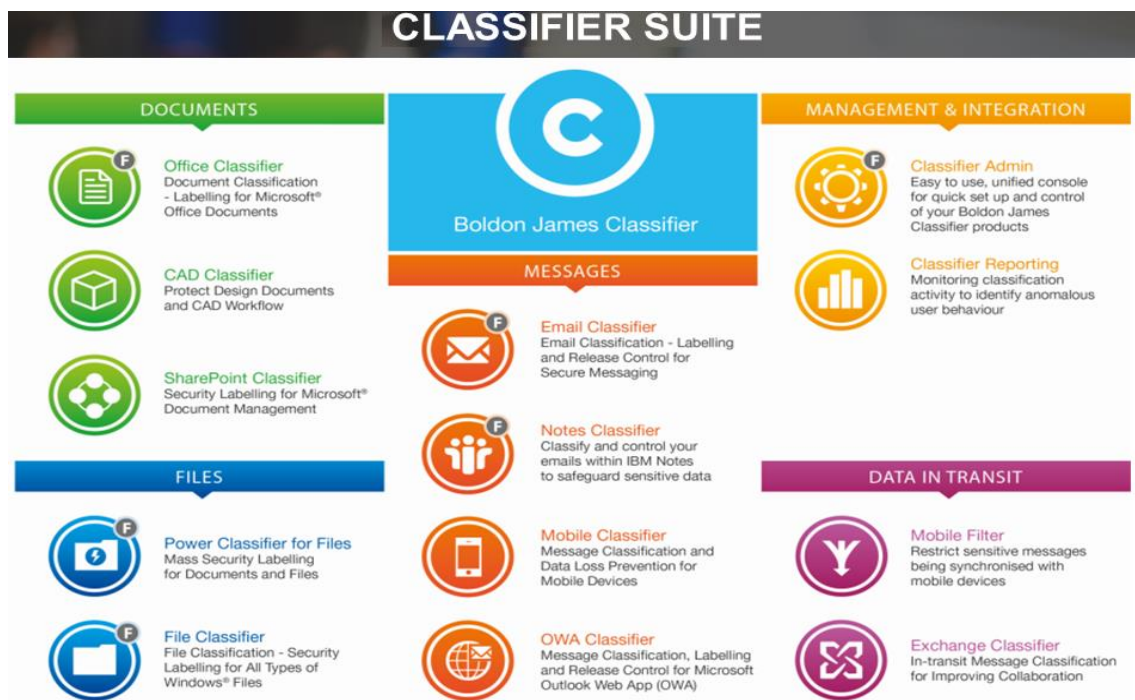 CLASSIFIER SUITE
DOCUMENTS
F
Office Classifier
Document Classification
- Labelling for Microsoft®
Office Documents
CAD Classifier
Protect Design Documents
and CAD Workflow
SharePoint Classifier
Security Labelling for Microsoft®
Document Management
FILES
F
Power Classifier for Files
Mass Security Labelling
for Documents and Files
F
File Classifier
File Classification - Security
Labelling for All Types of
Windows® Files
C
Boldon James Classifier
MESSAGES
F
Email Classifier
Email Classification - Labelling
and Release Control for
Secure Messaging
F
Notes Classifier
Classify and control your
emails within IBM Notes
to safeguard sensitive data
Mobile Classifier
Message Classification and
Data Loss Prevention for
Mobile Devices
OWA Classifier
Message Classification, Labelling
and Release Control for Microsoft
Outlook Web App (OWA)
MANAGEMENT & INTEGRATION
F
Classifier Admin
Easy to use, unified console
for quick set up and control
of your Boldon James
Classifier products
Classifier Reporting
Monitoring classification
activity to identify anomalous
user behaviour
DATA IN TRANSIT
Mobile Filter
Restrict sensitive messages
being synchronised with
mobile devices
Exchange Classifier
In-transit Message Classification
for Improving Collaboration